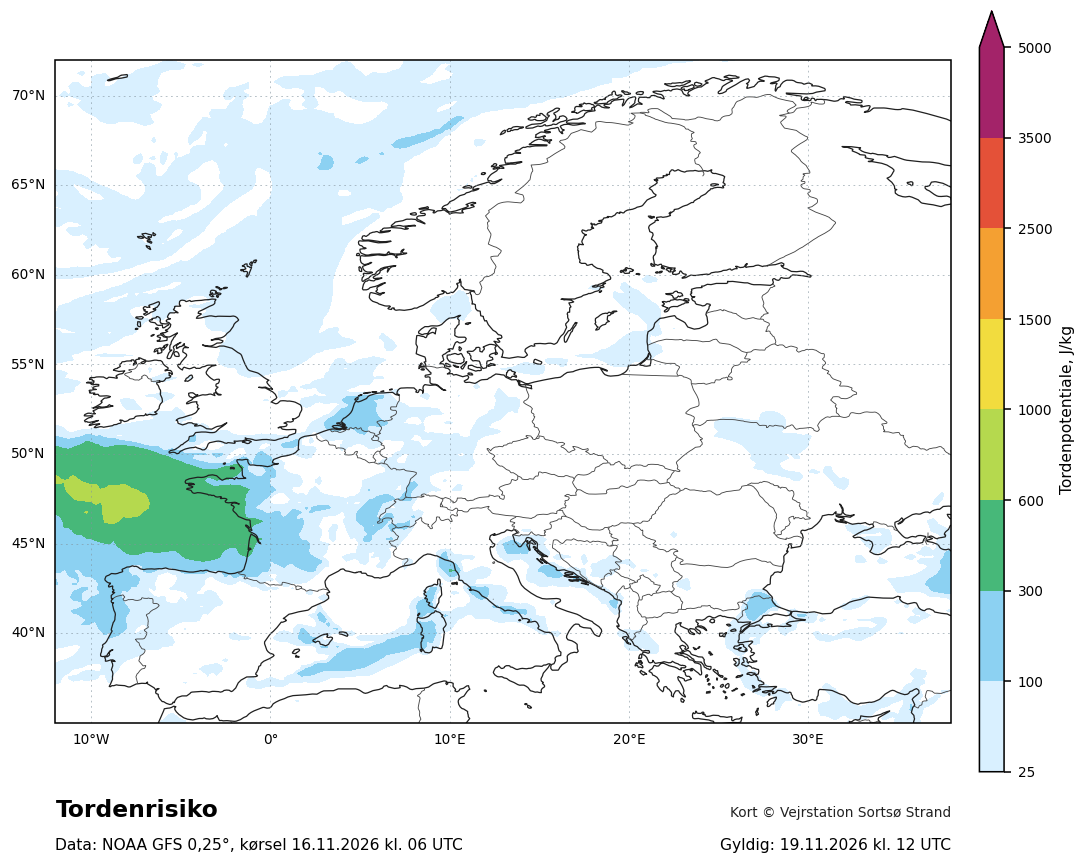 5000
3500
2500
1500
1000
600
300
100
25
Tordenpotentiale, J/kg
70°N
65°N
60°N
55°N
50°N
45°N
40°N
10°W
0°
10°E
20°E
30°E
Tordenrisiko
Kort © Vejrstation Sortsø Strand
Data: NOAA GFS 0,25°, kørsel 16.11.2026 kl. 06 UTC
Gyldig: 19.11.2026 kl. 12 UTC